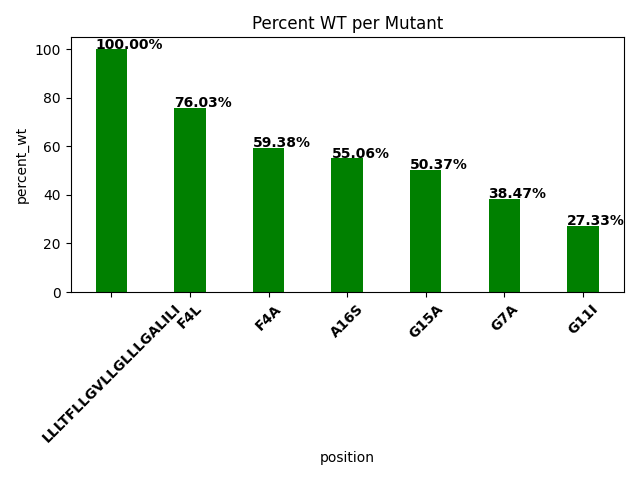 Percent WT per Mutant
percent_wt
100
80
60
40
20
0
100.00%
76.03%
59.38%
55.06%
50.37%
38.47%
27.33%
LLLTFLLGVLLGLLLGALILI
F4L
F4A
A16S
G15A
G7A
G11I
position